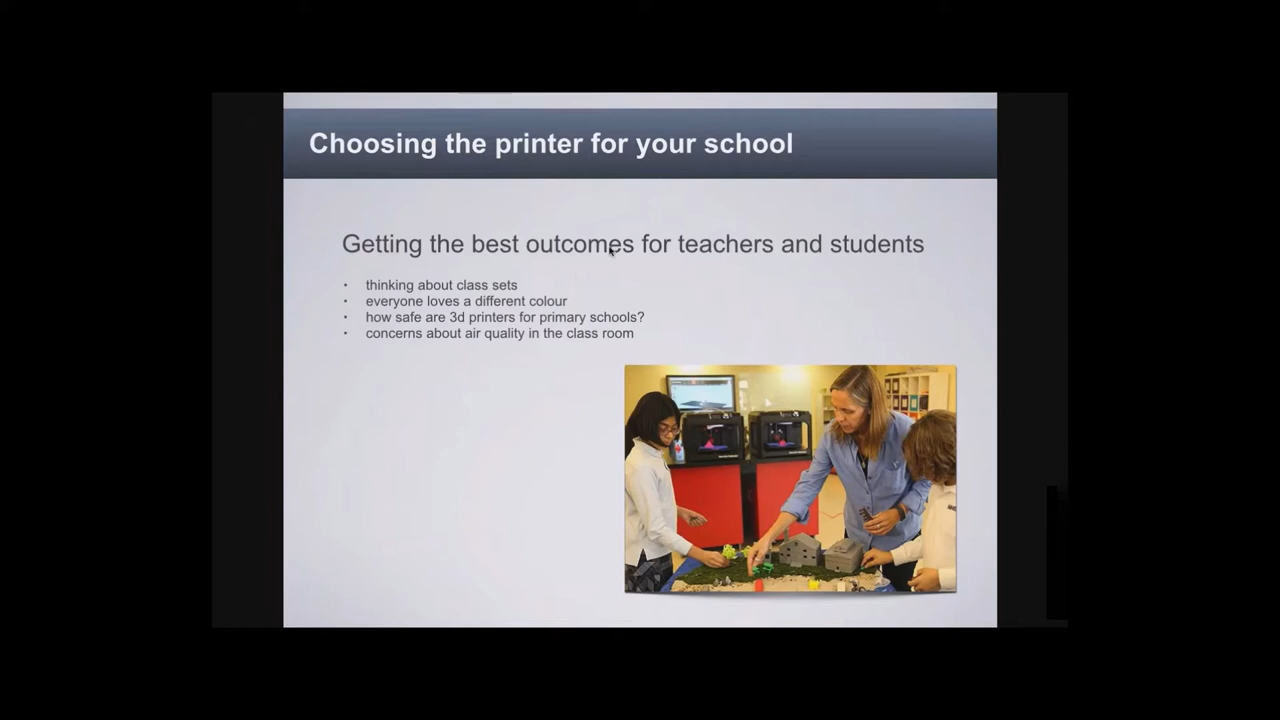 Choosing the printer for your school
Getting the best outcomes for teachers and students
• thinking about class sets
• everyone loves a different colour
• how safe are 3d printers for primary schools?
• concerns about air quality in the class room